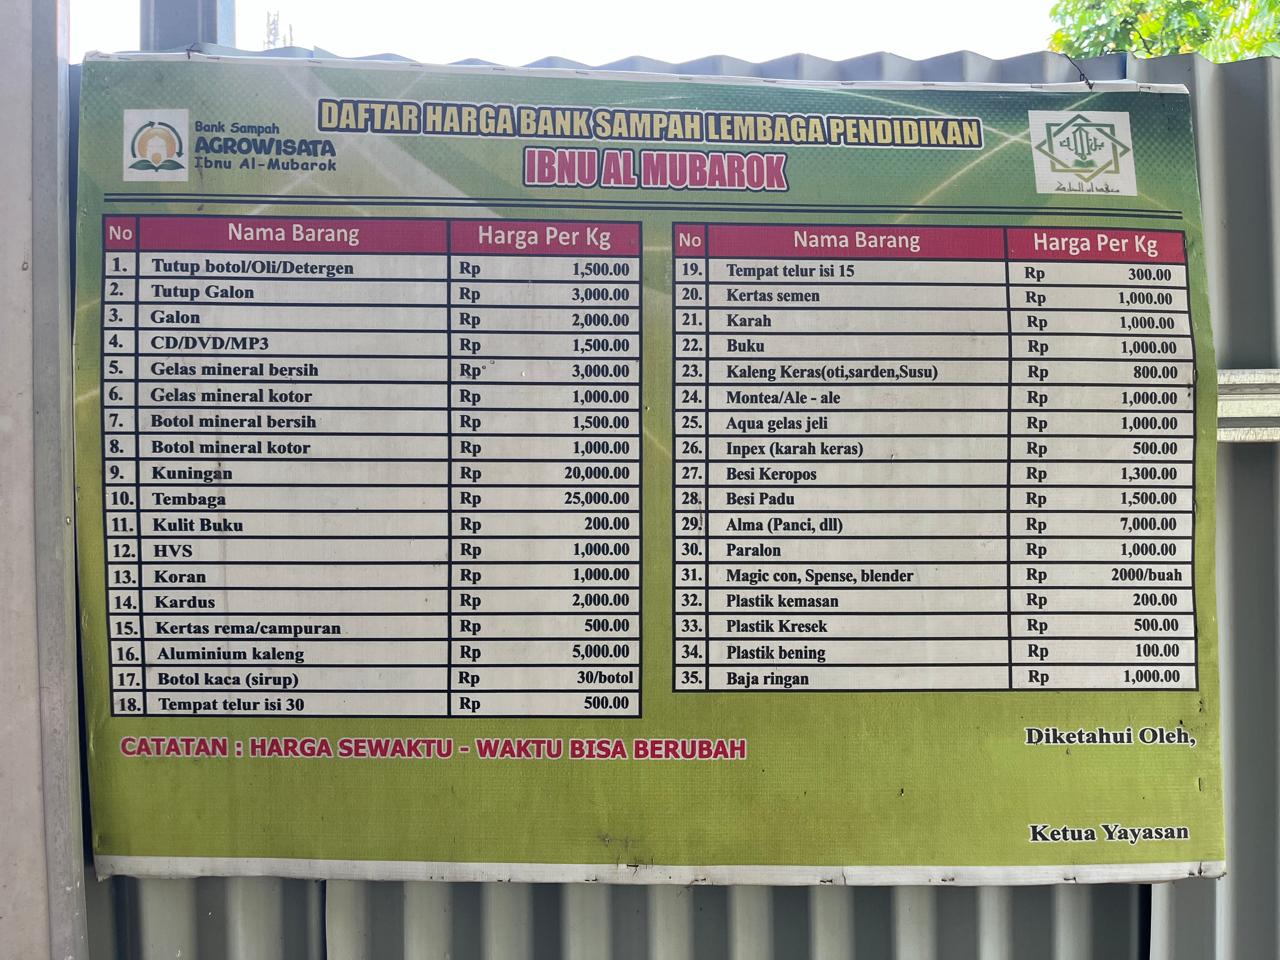 Bank Sampah
AGROWISATA
Ibnu Al-Mubarok
DAFTAR HARGA BANK SAMPAH LEMBAGA PENDIDIKAN
IBNU AL MUBAROK
No Nama Barang Harga Per Kg
1. Tutup botol/Oli/Detergen Rp 1,500.00
2. Tutup Galon Rp 3,000.00
3. Galon Rp 2,000.00
4. CD/DVD/MP3 Rp 1,500.00
5. Gelas mineral bersih Rp 3,000.00
6. Gelas mineral kotor Rp 1,000.00
7. Botol mineral bersih Rp 1,500.00
8. Botol mineral kotor Rp 1,000.00
9. Kuningan Rp 20,000.00
10. Tembaga Rp 25,000.00
11. Kulit Buku Rp 200.00
12. HVS Rp 1,000.00
13. Koran Rp 1,000.00
14. Kardus Rp 2,000.00
15. Kertas rema/campuran Rp 500.00
16. Aluminium kaleng Rp 5,000.00
17. Botol kaca (sirup) Rp 30/botol
18. Tempat telur isi 30 Rp 500.00
No Nama Barang Harga Per Kg
19. Tempat telur isi 15 Rp 300.00
20. Kertas semen Rp 1,000.00
21. Karah Rp 1,000.00
22. Buku Rp 1,000.00
23. Kaleng Keras(oti,sarden,Susu) Rp 800.00
24. Montea/Ale - ale Rp 1,000.00
25. Aqua gelas jeli Rp 1,000.00
26. Inpex (karah keras) Rp 500.00
27. Besi Keropos Rp 1,300.00
28. Besi Padu Rp 1,500.00
29. Alma (Panci, dll) Rp 7,000.00
30. Paralon Rp 1,000.00
31. Magic con, Spense, blender Rp 2000/buah
32. Plastik kemasan Rp 200.00
33. Plastik Kresek Rp 500.00
34. Plastik bening Rp 100.00
35. Baja ringan Rp 1,000.00
CATATAN : HARGA SEWAKTU - WAKTU BISA BERUBAH
Diketahui Oleh,
Ketua Yayasan